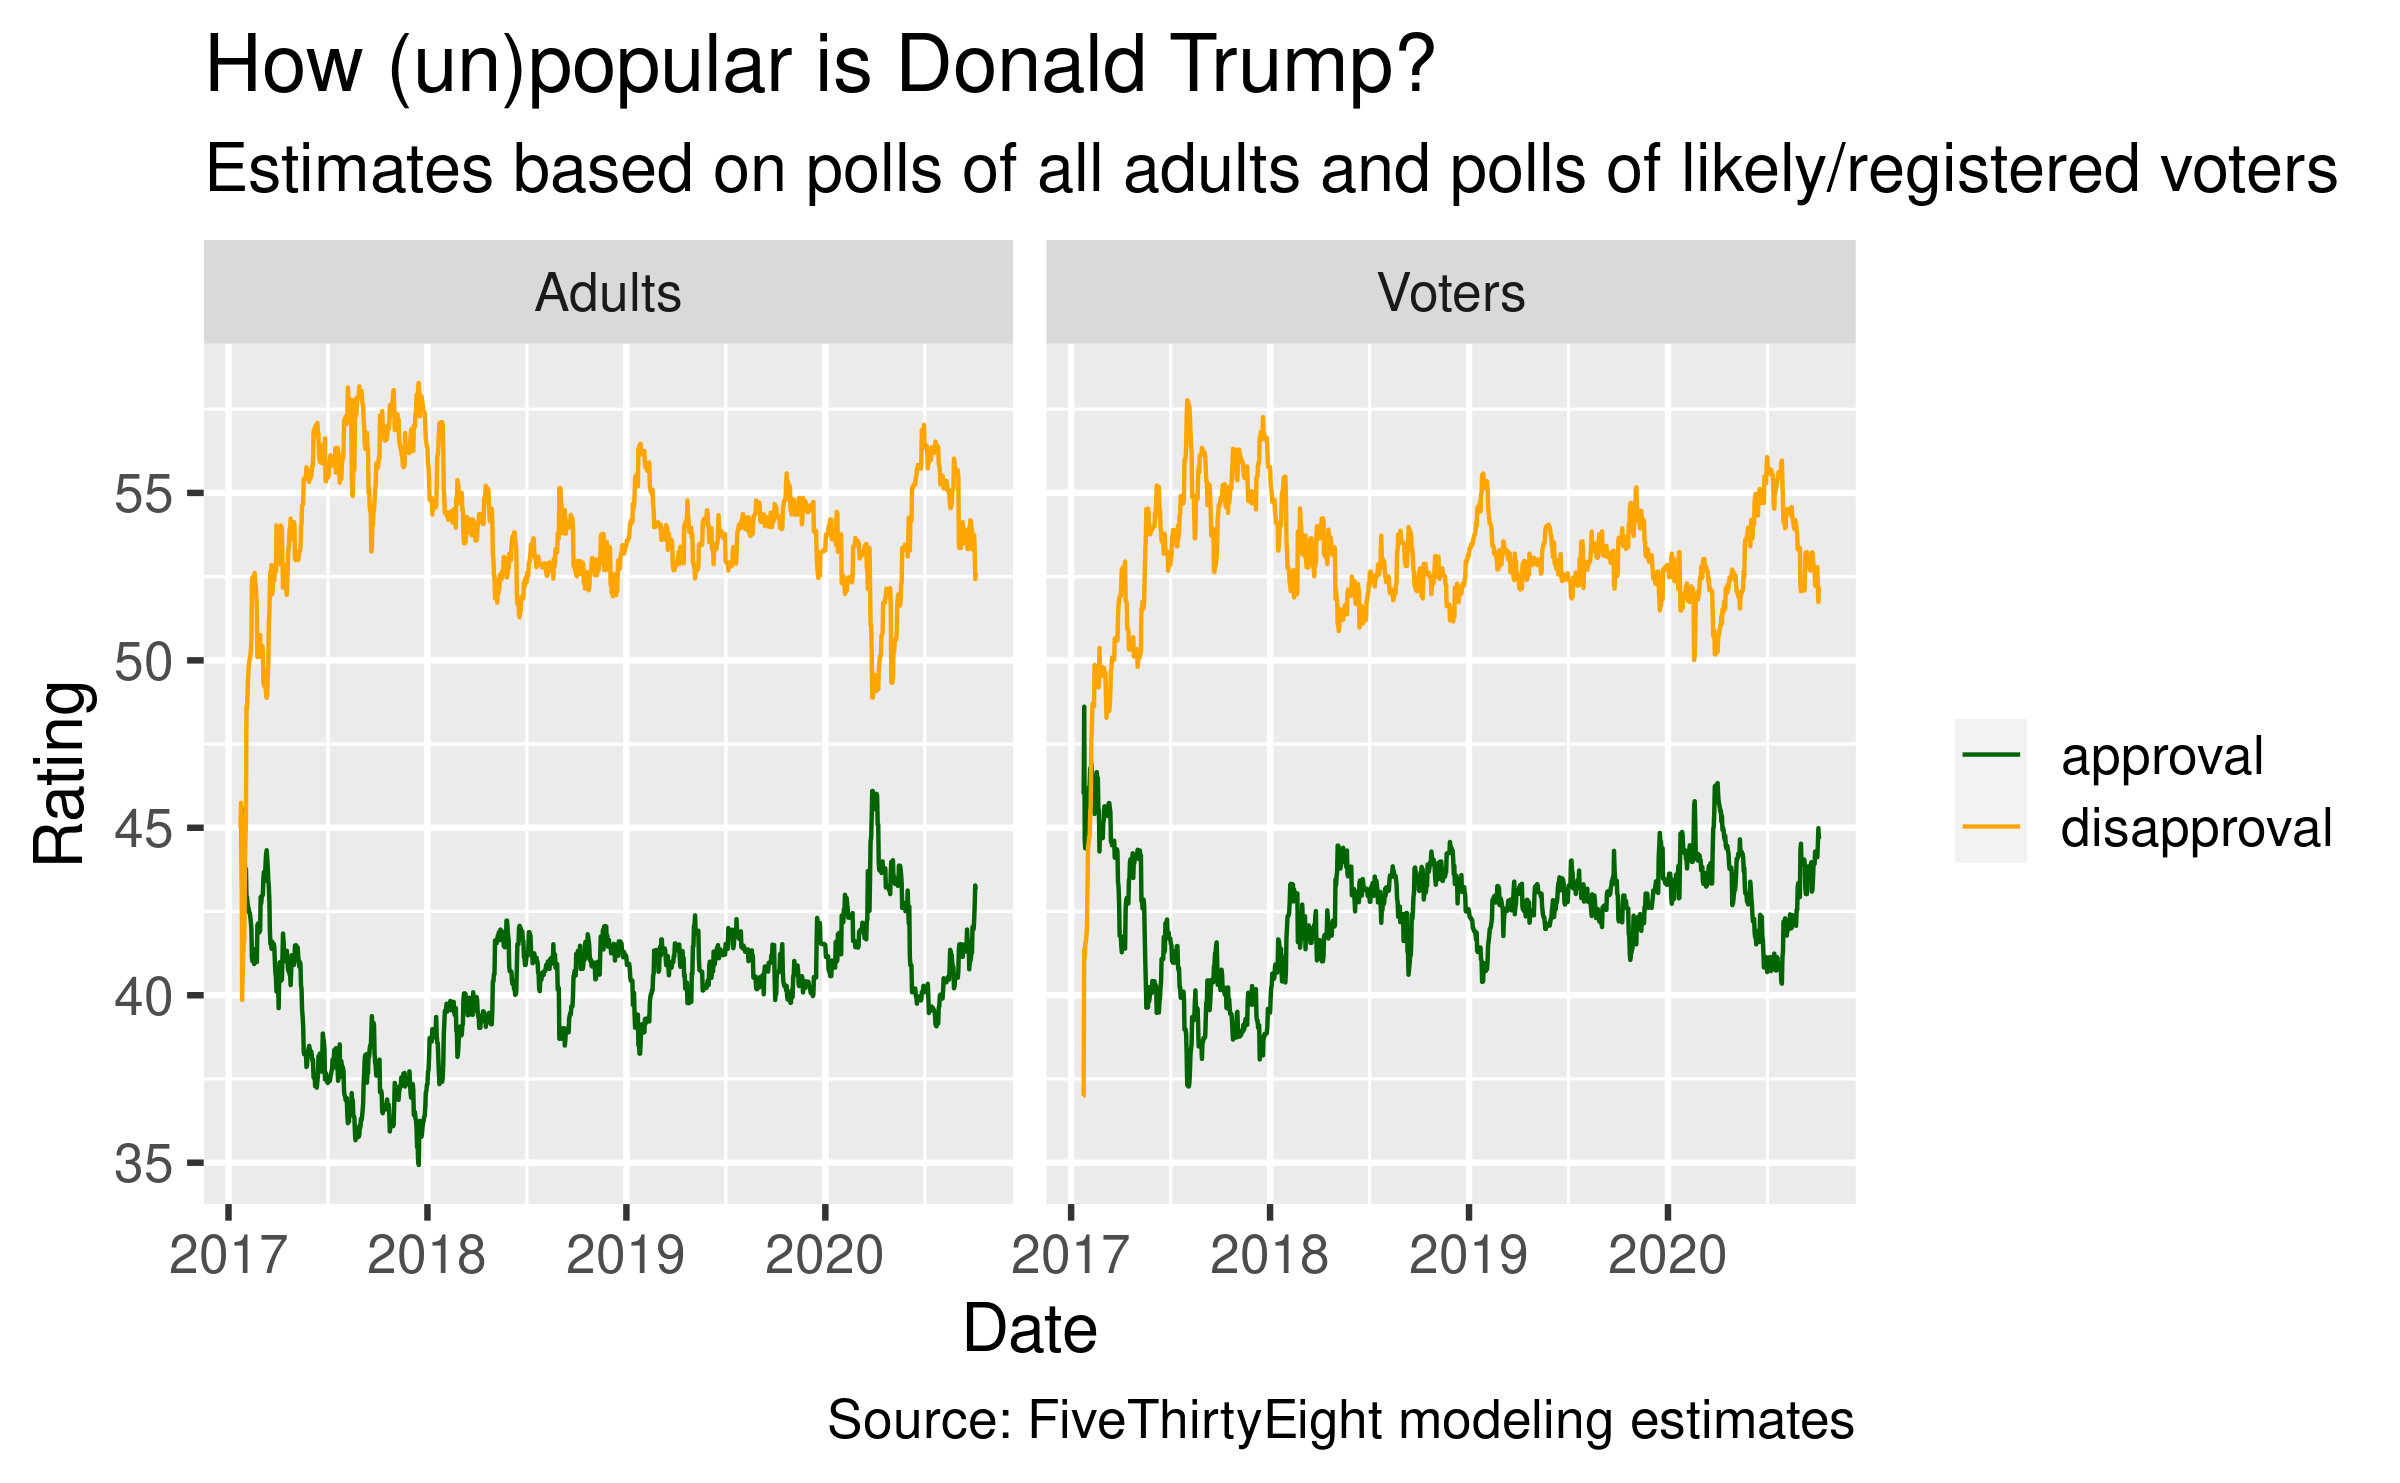 How (un)popular is Donald Trump?
Estimates based on polls of all adults and polls of likely/registered voters
Adults
Voters
55
50
45
40
35
Rating
2017 2018 2019 2020
2017 2018 2019 2020
Date
approval
disapproval
Source: FiveThirtyEight modeling estimates